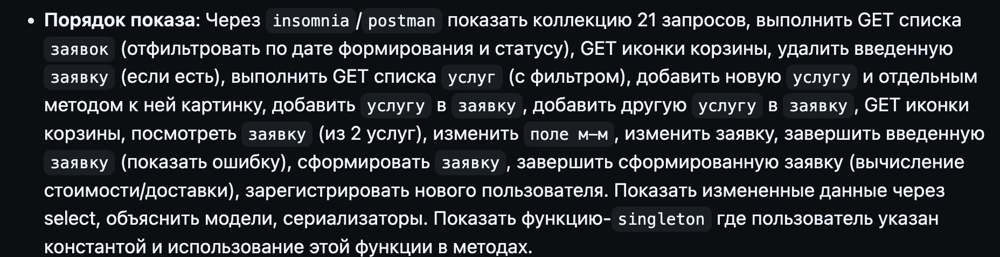 • Порядок показа: Через insomnia/postman показать коллекцию 21 запросов, выполнить GET списка
заявок (отфильтровать по дате формирования и статусу), GET иконки корзины, удалить введенную
заявку (если есть), выполнить GET списка услуг (с фильтром), добавить новую услугу и отдельным
методом к ней картинку, добавить услугу в заявку, добавить другую услугу в заявку, GET иконки
корзины, посмотреть заявку (из 2 услуг), изменить поле м–м, изменить заявку, завершить введенную
заявку (показать ошибку), сформировать заявку, завершить сформированную заявку (вычисление
стоимости/доставки), зарегистрировать нового пользователя. Показать измененные данные через
select, объяснить модели, сериализаторы. Показать функцию-singleton где пользователь указан
константой и использование этой функции в методах.